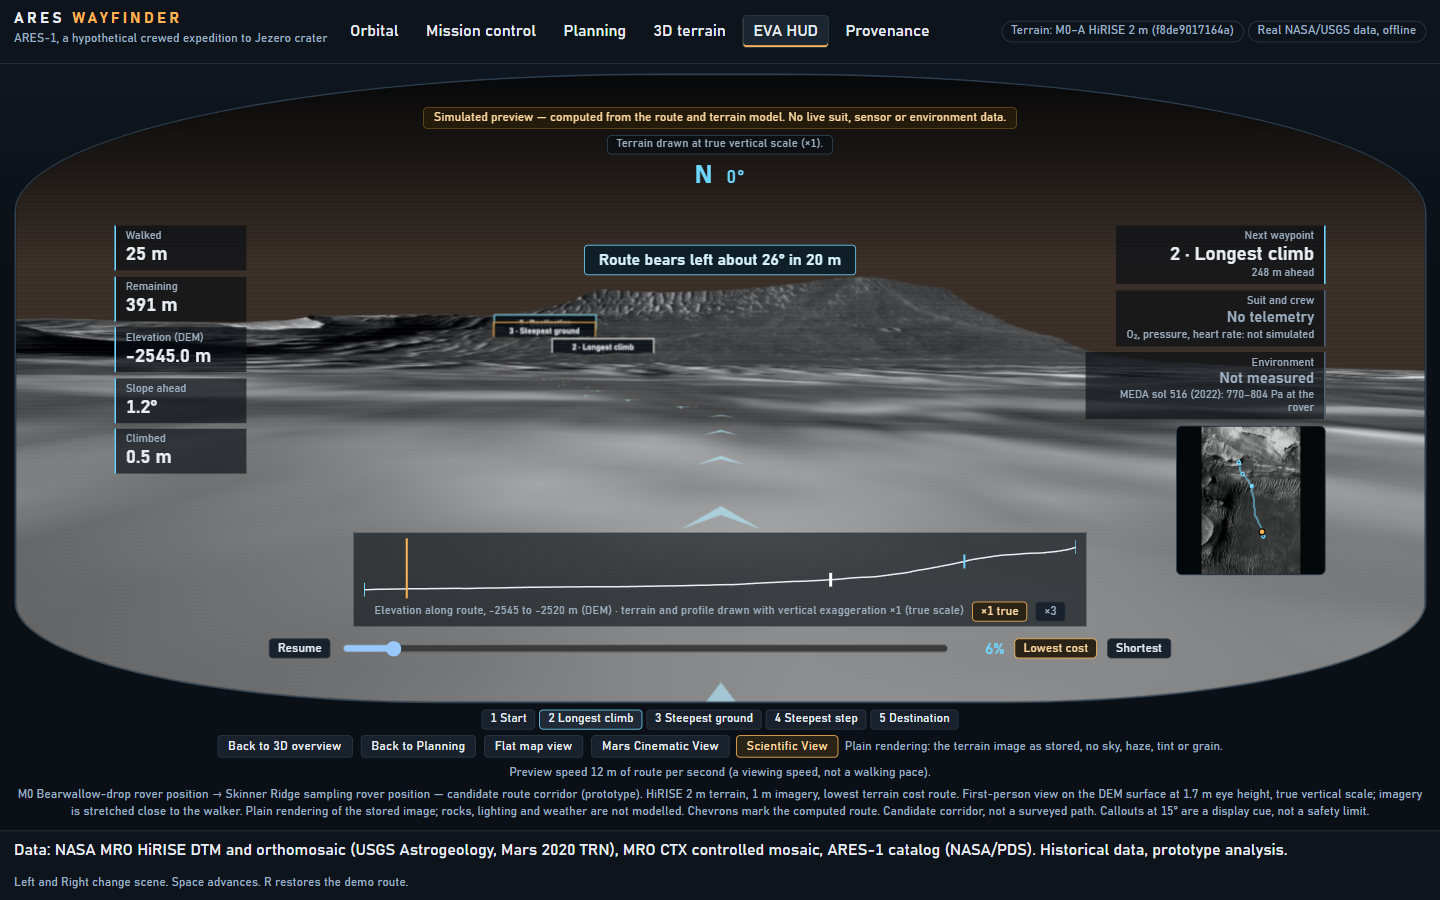 ARES WAYFINDER
ARES-1, a hypothetical crewed expedition to Jezero crater
Orbital
Mission control
Planning
3D terrain
EVA HUD
Provenance
Terrain: M0-A HiRISE 2 m (f8de9017164a)
Real NASA/USGS data, offline
Simulated preview — computed from the route and terrain model. No live suit, sensor or environment data.
Terrain drawn at true vertical scale (×1).
N 0°
Route bears left about 26° in 20 m
Walked
25 m
Remaining
391 m
Elevation (DEM)
-2545.0 m
Slope ahead
1.2°
Climbed
0.5 m
3 · Steepest ground
2 · Longest climb
Next waypoint
2 · Longest climb
248 m ahead
Suit and crew
No telemetry
O₂, pressure, heart rate: not simulated
Environment
Not measured
MEDA sol 516 (2022): 770–804 Pa at the
rover
Elevation along route, -2545 to -2520 m (DEM) · terrain and profile drawn with vertical exaggeration ×1 (true scale)
×1 true
×3
Resume
6%
Lowest cost
Shortest
1 Start
2 Longest climb
3 Steepest ground
4 Steepest step
5 Destination
Back to 3D overview
Back to Planning
Flat map view
Mars Cinematic View
Scientific View
Plain rendering: the terrain image as stored, no sky, haze, tint or grain.
Preview speed 12 m of route per second (a viewing speed, not a walking pace).
M0 Bearwallow-drop rover position → Skinner Ridge sampling rover position — candidate route corridor (prototype). HiRISE 2 m terrain, 1 m imagery, lowest terrain cost route. First-person view on the DEM surface at 1.7 m eye height, true vertical scale; imagery
is stretched close to the walker. Plain rendering of the stored image; rocks, lighting and weather are not modelled. Chevrons mark the computed route. Candidate corridor, not a surveyed path. Callouts at 15° are a display cue, not a safety limit.
Data: NASA MRO HiRISE DTM and orthomosaic (USGS Astrogeology, Mars 2020 TRN), MRO CTX controlled mosaic, ARES-1 catalog (NASA/PDS). Historical data, prototype analysis.
Left and Right change scene. Space advances. R restores the demo route.